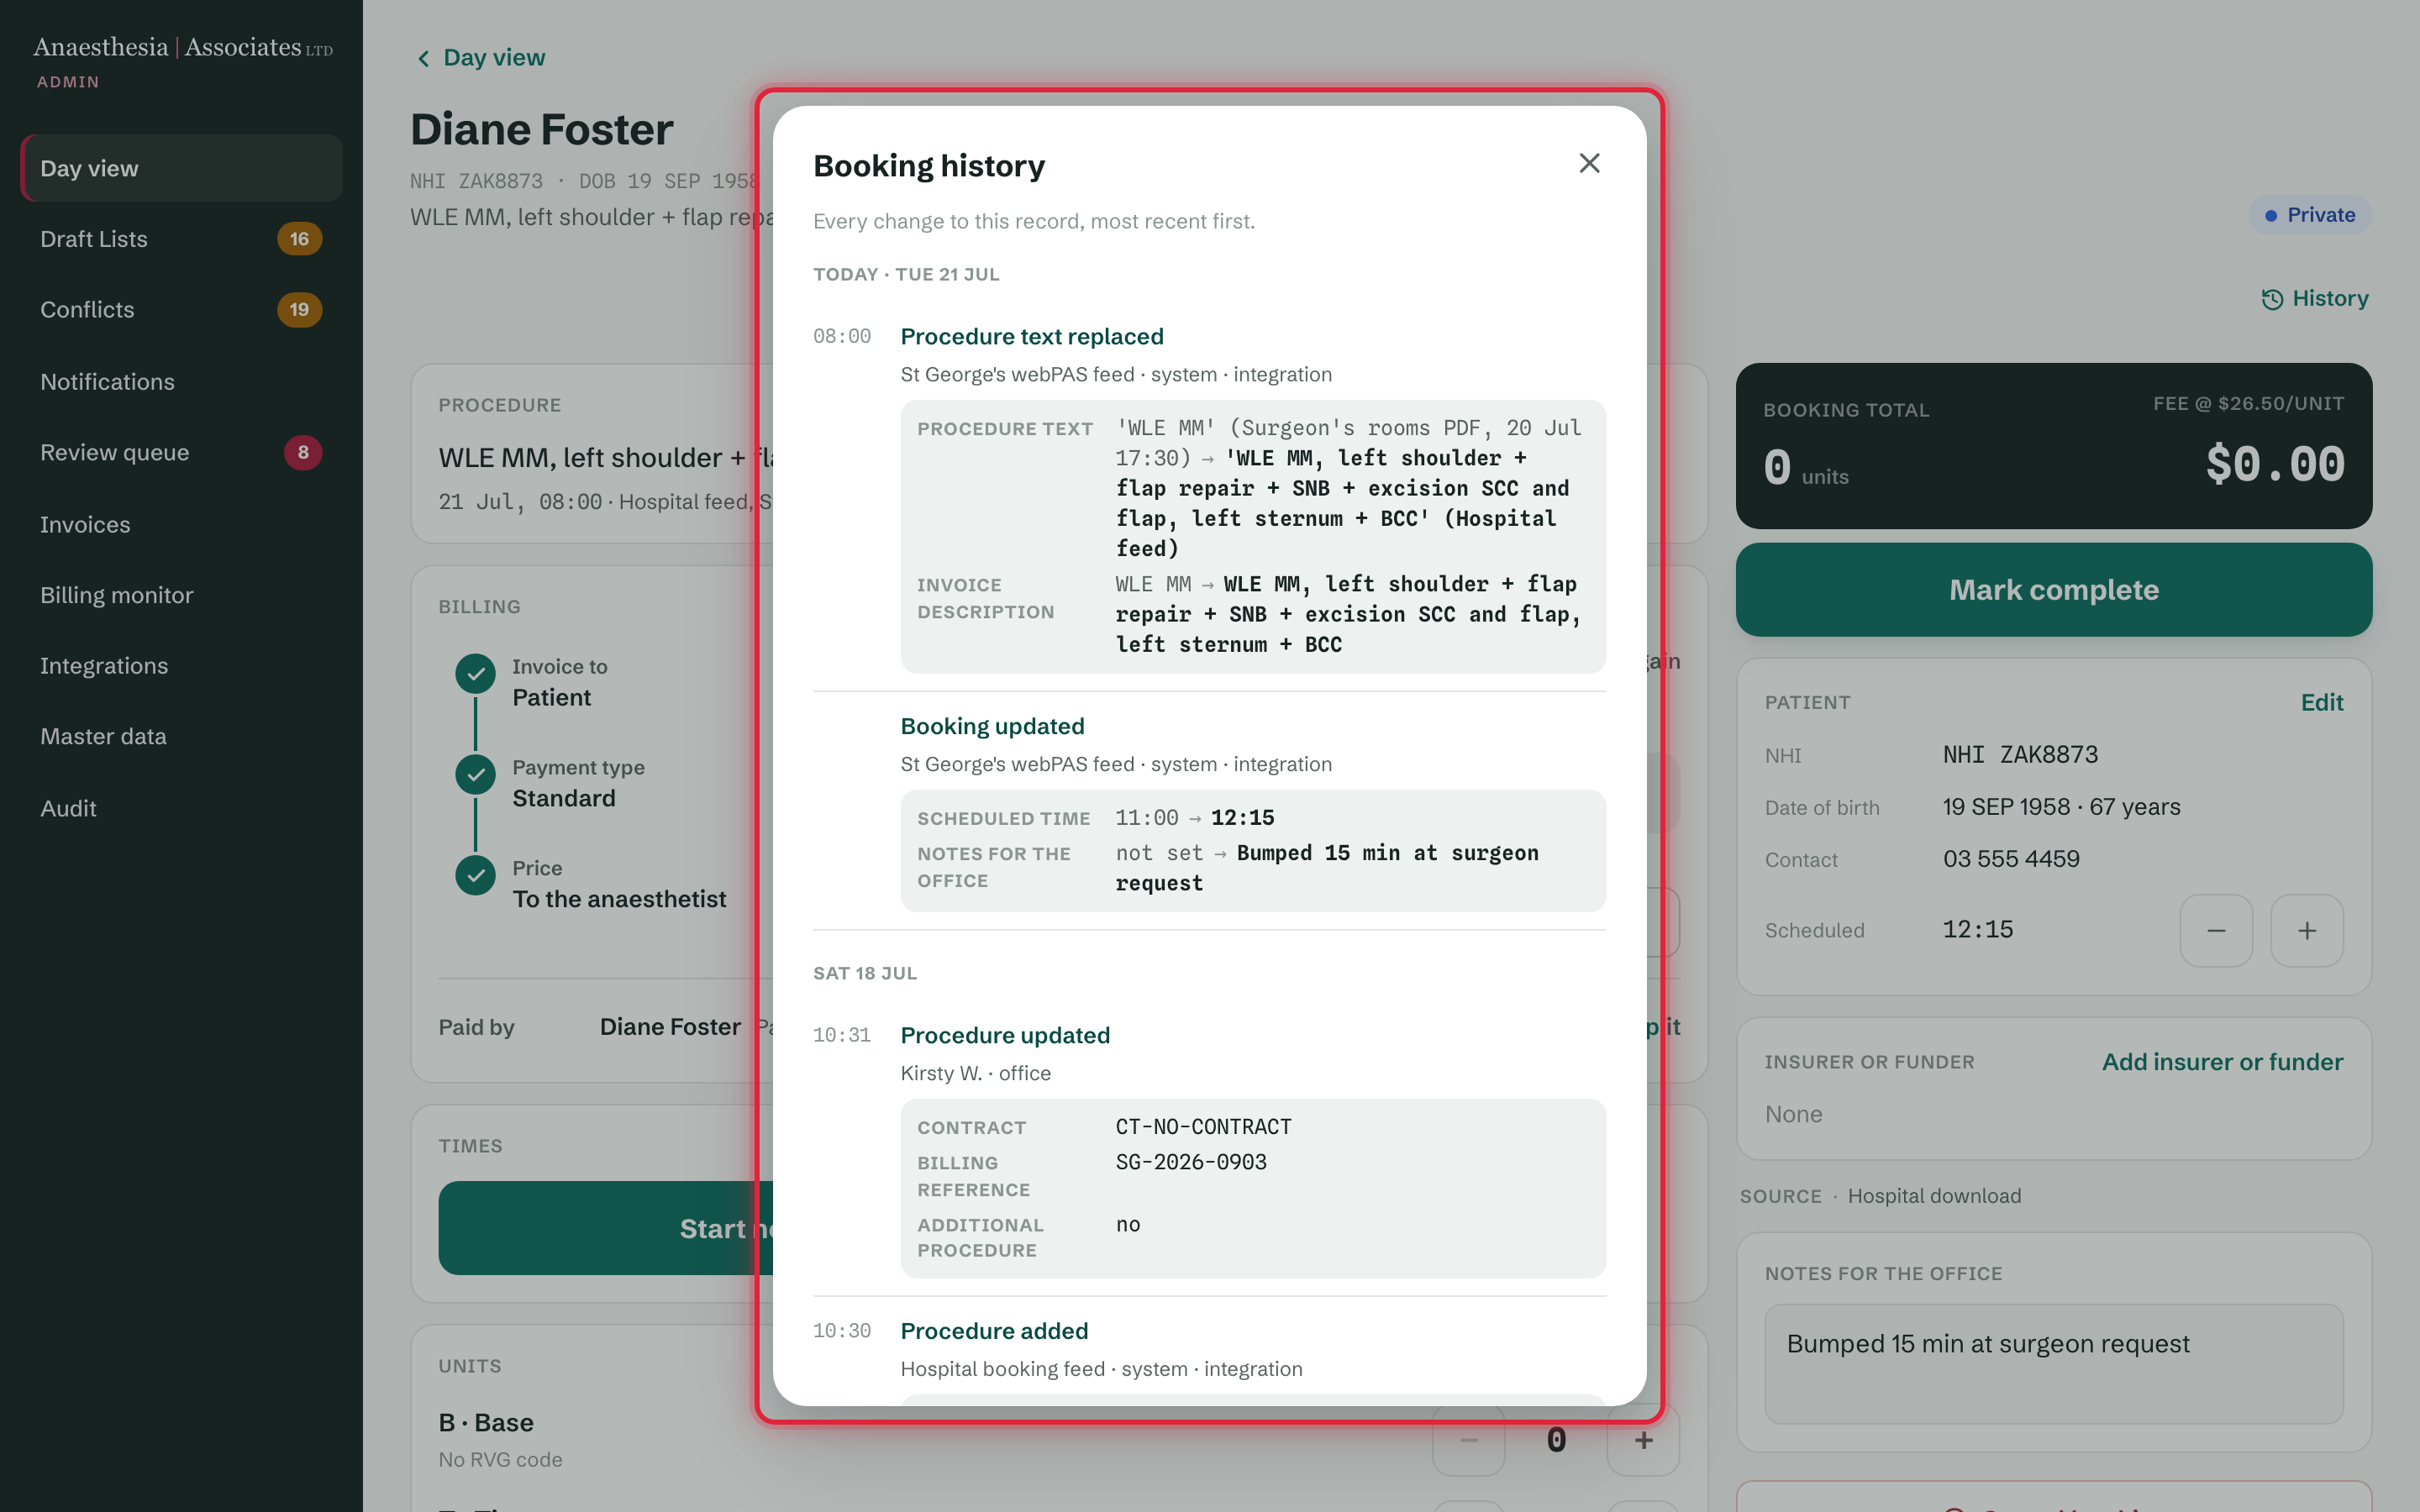 Anaesthesia | Associates LTD
ADMIN
Day view
Draft Lists 16
Conflicts 19
Notifications
Review queue 8
Invoices
Billing monitor
Integrations
Master data
Audit
Day view
Diane Foster
NHI ZAK8873 · DOB 19 SEP 1958
WLE MM, left shoulder + flap repa
Private
History
PROCEDURE
WLE MM, left shoulder +
21 Jul, 08:00 · Hospital feed,
BILLING
Invoice to
Patient
Payment type
Standard
Price
To the anaesthetist
Paid by Diane Foster
TIMES
Start
UNITS
B · Base
No RVG code
0
Booking history
Every change to this record, most recent first.
TODAY · TUE 21 JUL
08:00 Procedure text replaced
St George's webPAS feed · system · integration
PROCEDURE TEXT 'WLE MM' (Surgeon's rooms PDF, 20 Jul
17:30) → 'WLE MM, left shoulder +
flap repair + SNB + excision SCC and
flap, left sternum + BCC' (Hospital
feed)
INVOICE DESCRIPTION WLE MM → WLE MM, left shoulder + flap
repair + SNB + excision SCC and flap,
left sternum + BCC
Booking updated
St George's webPAS feed · system · integration
SCHEDULED TIME 11:00 → 12:15
NOTES FOR THE OFFICE not set → Bumped 15 min at surgeon
request
SAT 18 JUL
10:31 Procedure updated
Kirsty W. · office
CONTRACT CT-NO-CONTRACT
BILLING REFERENCE SG-2026-0903
ADDITIONAL PROCEDURE no
10:30 Procedure added
Hospital booking feed · system · integration
BOOKING TOTAL FEE @ $26.50/UNIT
0 units $0.00
Mark complete
PATIENT Edit
NHI NHI ZAK8873
Date of birth 19 SEP 1958 · 67 years
Contact 03 555 4459
Scheduled 12:15
INSURER OR FUNDER Add insurer or funder
None
SOURCE · Hospital download
NOTES FOR THE OFFICE
Bumped 15 min at surgeon request